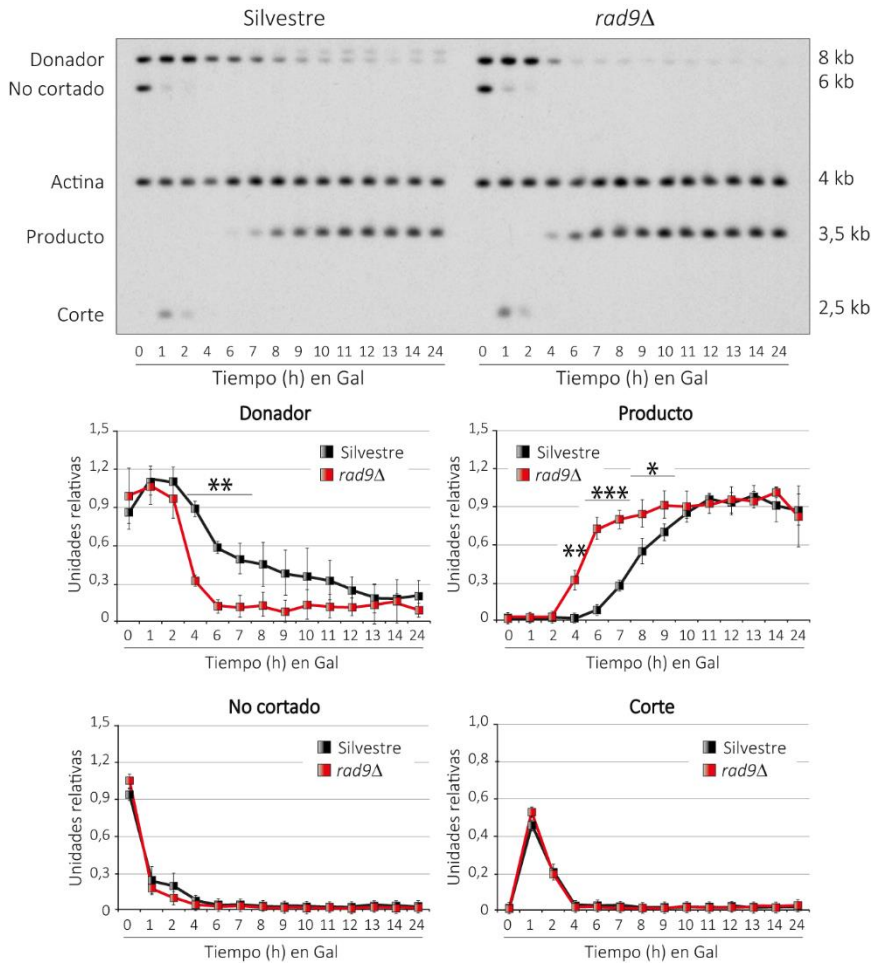 Silvestre rad9Δ
Donador 8 kb
No cortado 6 kb
Actina 4 kb
Producto 3,5 kb
Corte 2,5 kb
0 1 2 4 6 7 8 9 10 11 12 13 14 24 0 1 2 4 6 7 8 9 10 11 12 13 14 24
Tiempo (h) en Gal Tiempo (h) en Gal
Donador
Unidades relativas
1,5
1,2
0,9
0,6
0,3
0
Silvestre
rad9Δ
**
0 1 2 4 6 7 8 9 10 11 12 13 14 24
Tiempo (h) en Gal
Producto
Unidades relativas
1,5
1,2
0,9
0,6
0,3
0
Silvestre
rad9Δ
*
***
**
0 1 2 4 6 7 8 9 10 11 12 13 14 24
Tiempo (h) en Gal
No cortado
Unidades relativas
1,5
1,2
0,9
0,6
0,3
0
Silvestre
rad9Δ
0 1 2 4 6 7 8 9 10 11 12 13 14 24
Tiempo (h) en Gal
Corte
Unidades relativas
1,0
0,8
0,6
0,4
0,2
0
Silvestre
rad9Δ
0 1 2 4 6 7 8 9 10 11 12 13 14 24
Tiempo (h) en Gal